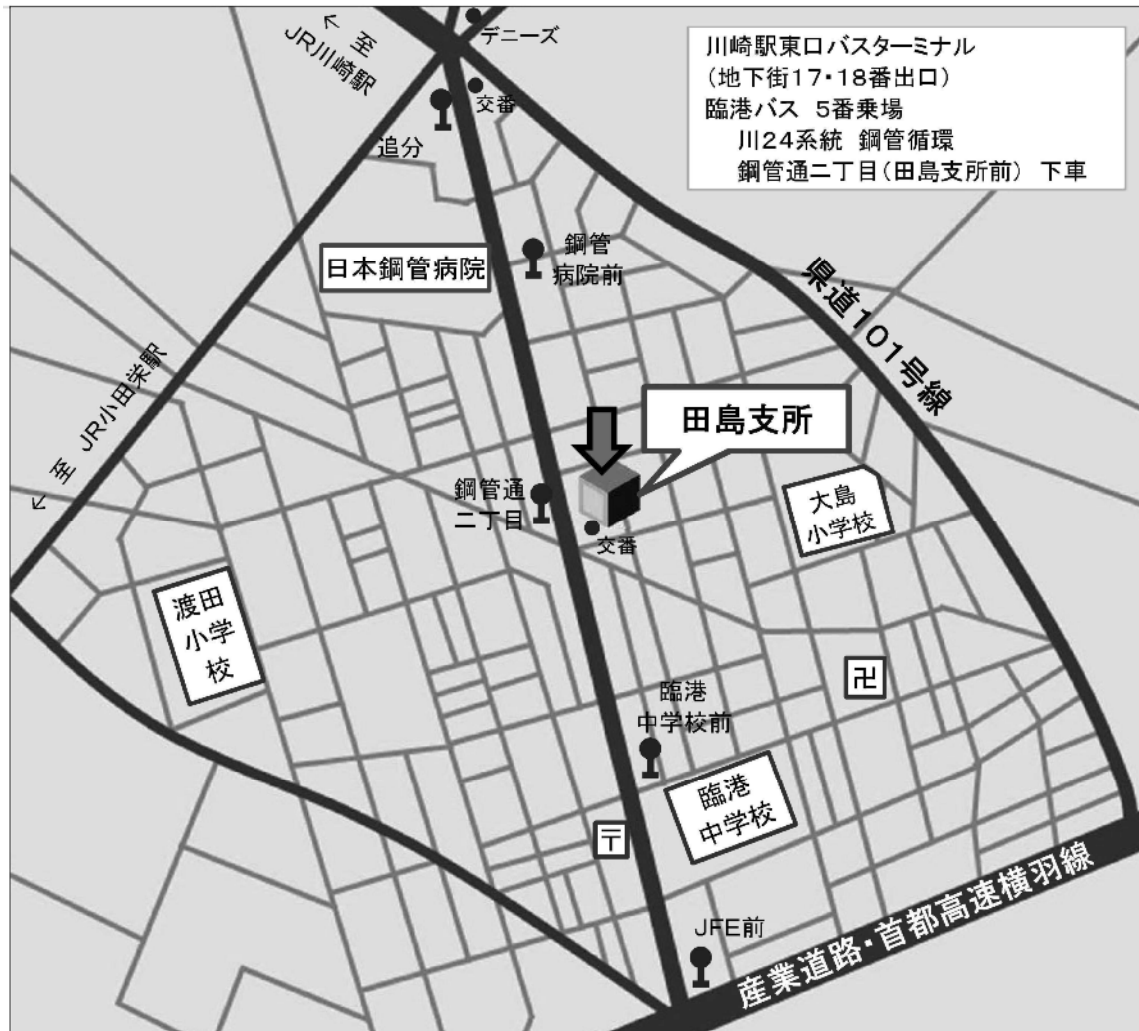 ← 至
JR川崎駅
デニーズ
交番
追分
川崎駅東口バスターミナル
(地下街17・18番出口)
臨港バス 5番乗場
川24系統 鋼管循環
鋼管通二丁目(田島支所前) 下車
日本鋼管病院
鋼管
病院前
県道101号線
← 至 JR小田栄駅
田島支所
鋼管通
二丁目
交番
大島
小学校
渡田
小学
校
卍
臨港
中学校前
臨港
中学校
〒
JFE前
産業道路・首都高速横羽線